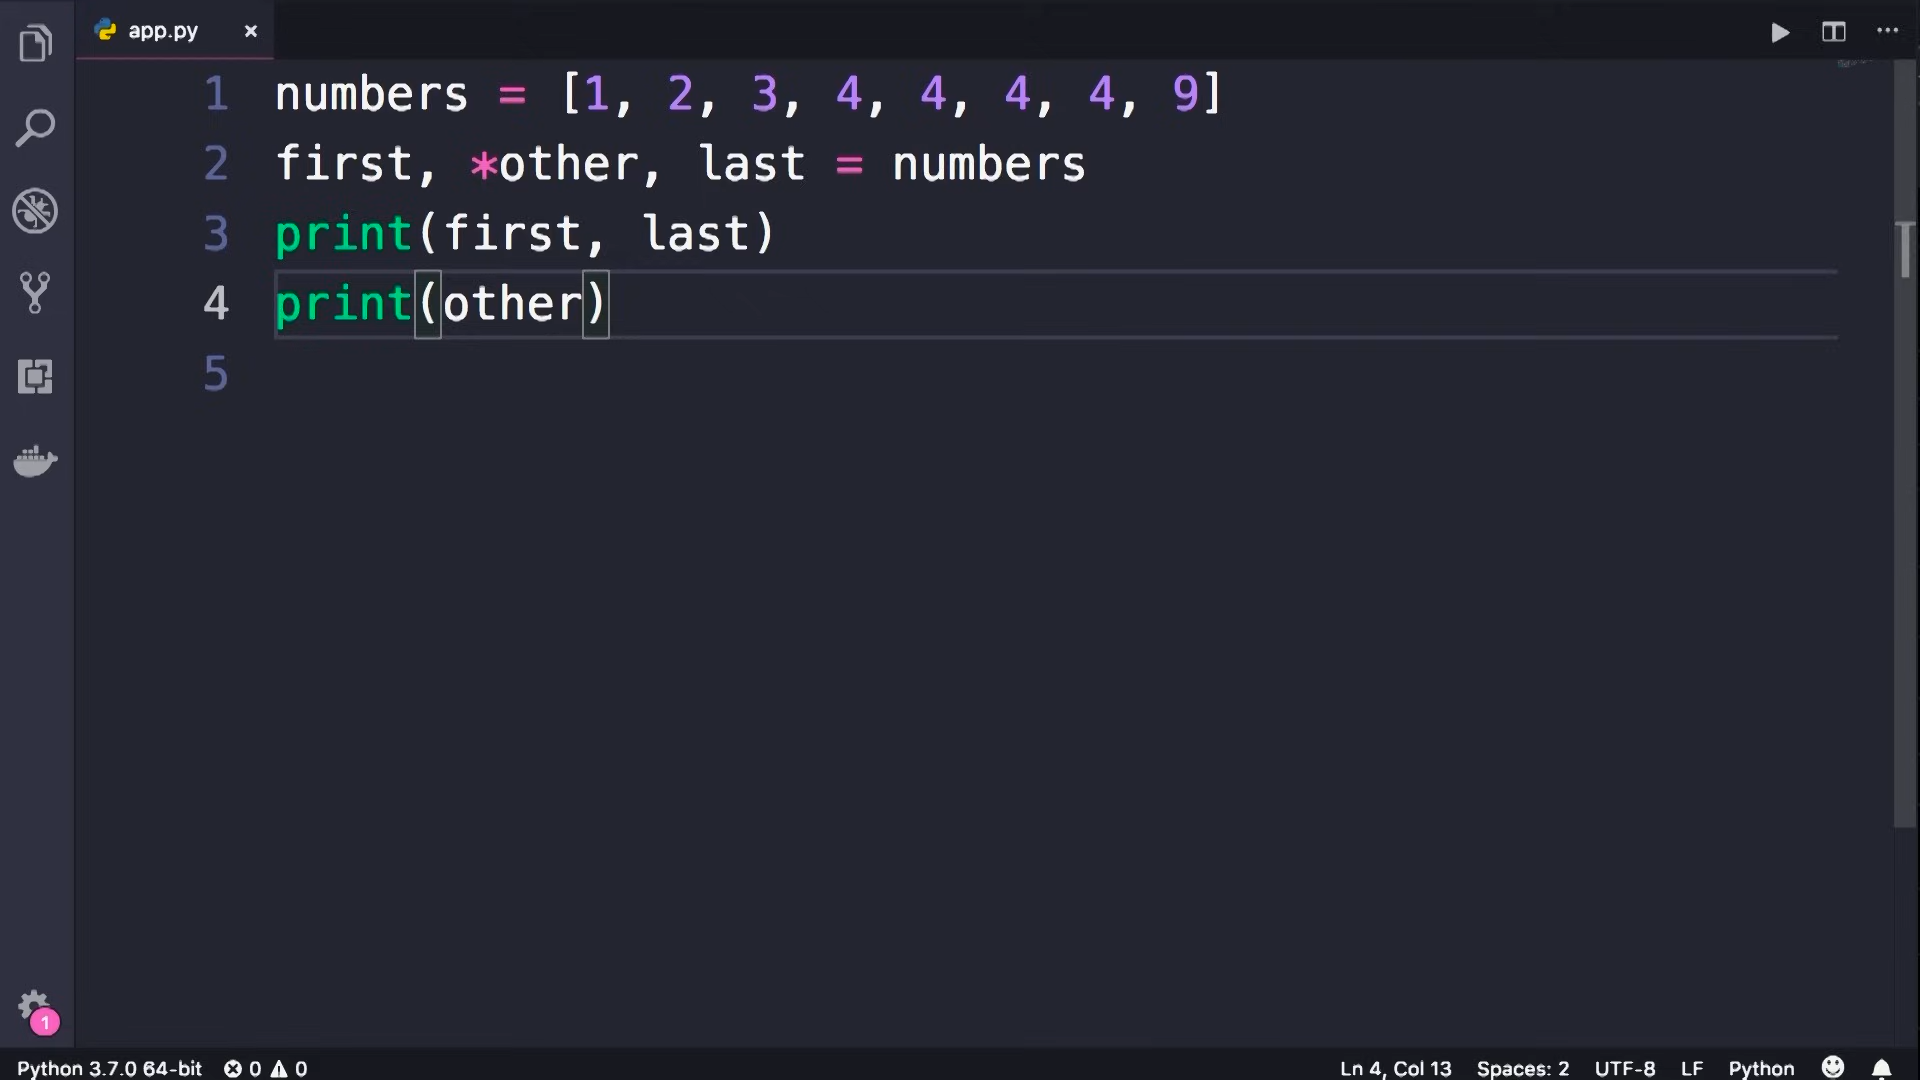 app.py
1 numbers = [1, 2, 3, 4, 4, 4, 4, 9]
2 first, *other, last = numbers
3 print(first, last)
4 print(other)
5
1
Python 3.7.0 64-bit 0 0 Ln 4, Col 13 Spaces: 2 UTF-8 LF Python